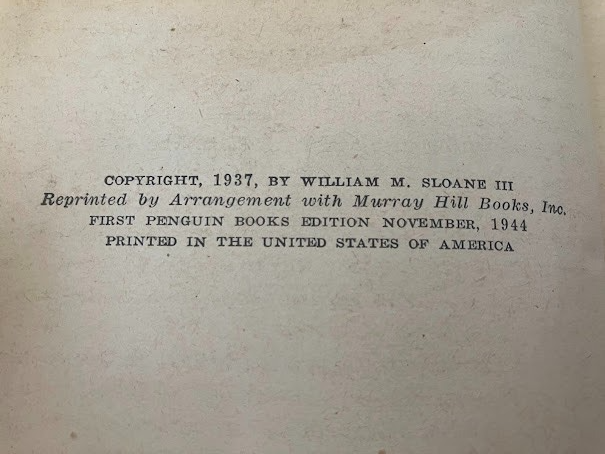 COPYRIGHT, 1937, BY WILLIAM M. SLOANE III
Reprinted by Arrangement with Murray Hill Books, Inc.
FIRST PENGUIN BOOKS EDITION NOVEMBER, 1944
PRINTED IN THE UNITED STATES OF AMERICA